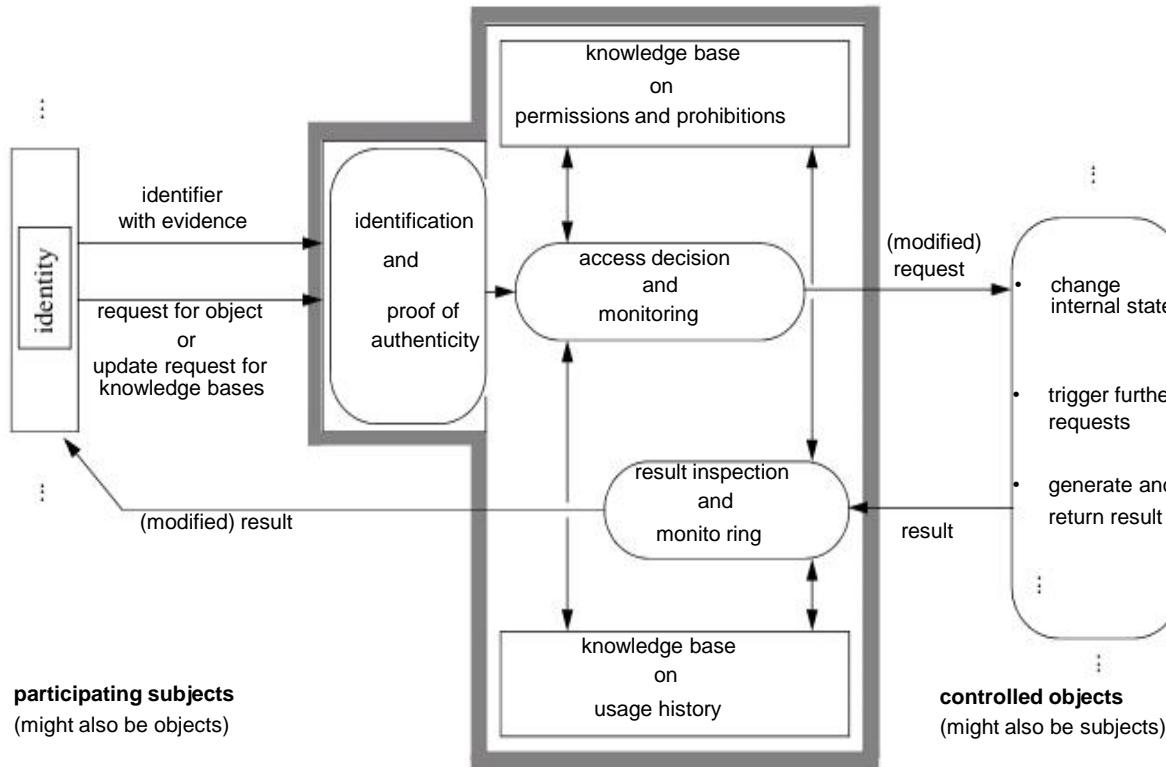 knowledge base
on
permissions and prohibitions
identifier
with evidence
identity
request for object
or
update request for
knowledge bases
identification
and
proof of
authenticity
access decision
and
monitoring
(modified)
request
• change
internal state
• trigger furthe
requests
• generate and
return result
result inspection
and
monito ring
(modified) result
result
knowledge base
on
usage history
participating subjects
(might also be objects)
controlled objects
(might also be subjects)